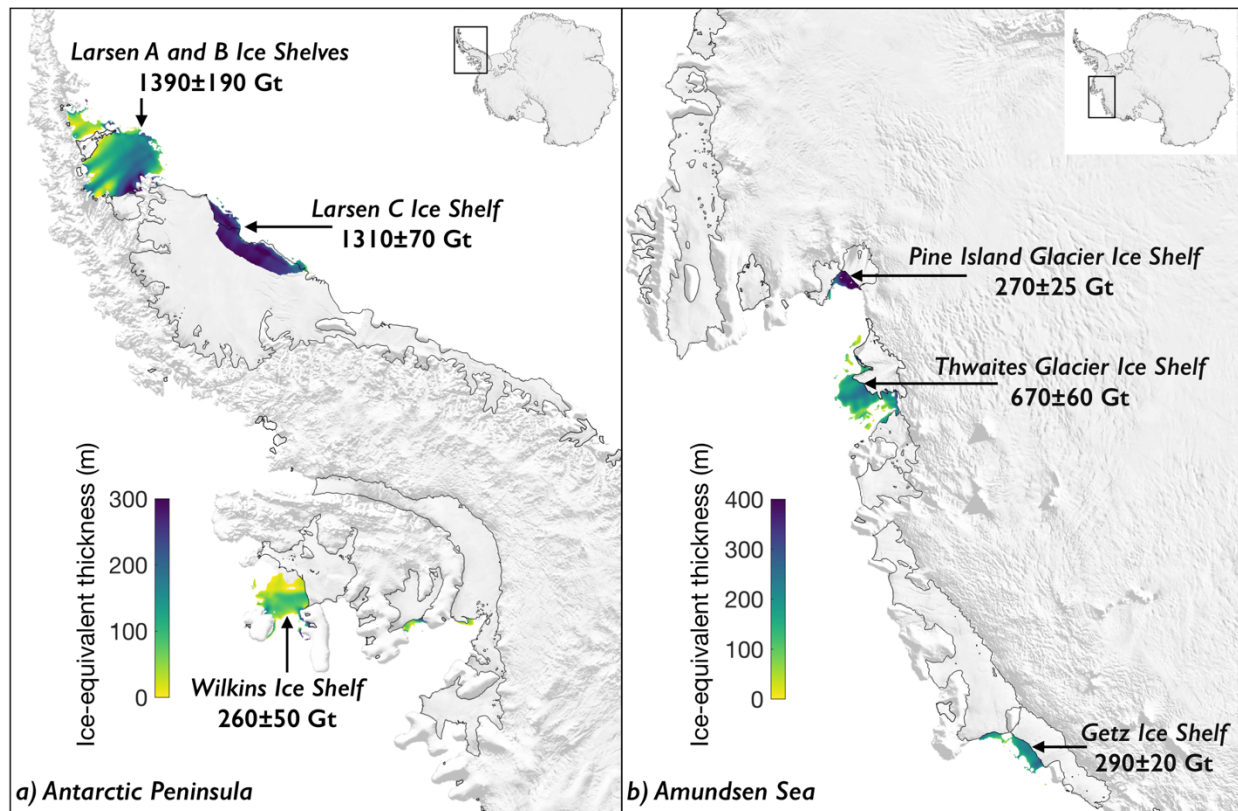 Larsen A and B Ice Shelves
1390±190 Gt
Larsen C Ice Shelf
1310±70 Gt
Ice-equivalent thickness (m)
300
200
100
0
Wilkins Ice Shelf
260±50 Gt
a) Antarctic Peninsula
Pine Island Glacier Ice Shelf
270±25 Gt
Thwaites Glacier Ice Shelf
670±60 Gt
Ice-equivalent thickness (m)
400
300
200
100
0
Getz Ice Shelf
290±20 Gt
b) Amundsen Sea